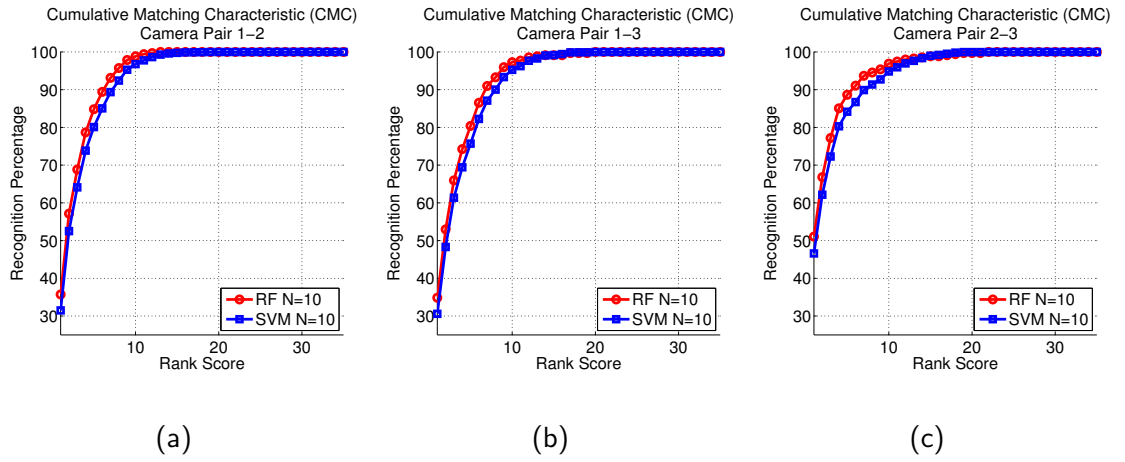 Cumulative Matching Characteristic (CMC)
Camera Pair 1−2
100
90
80
70
60
50
40
30
10
20
30
Recognition Percentage
Rank Score
RF N=10
SVM N=10
(a)
Cumulative Matching Characteristic (CMC)
Camera Pair 1−3
100
90
80
70
60
50
40
30
10
20
30
Recognition Percentage
Rank Score
RF N=10
SVM N=10
(b)
Cumulative Matching Characteristic (CMC)
Camera Pair 2−3
100
90
80
70
60
50
40
30
10
20
30
Recognition Percentage
Rank Score
RF N=10
SVM N=10
(c)